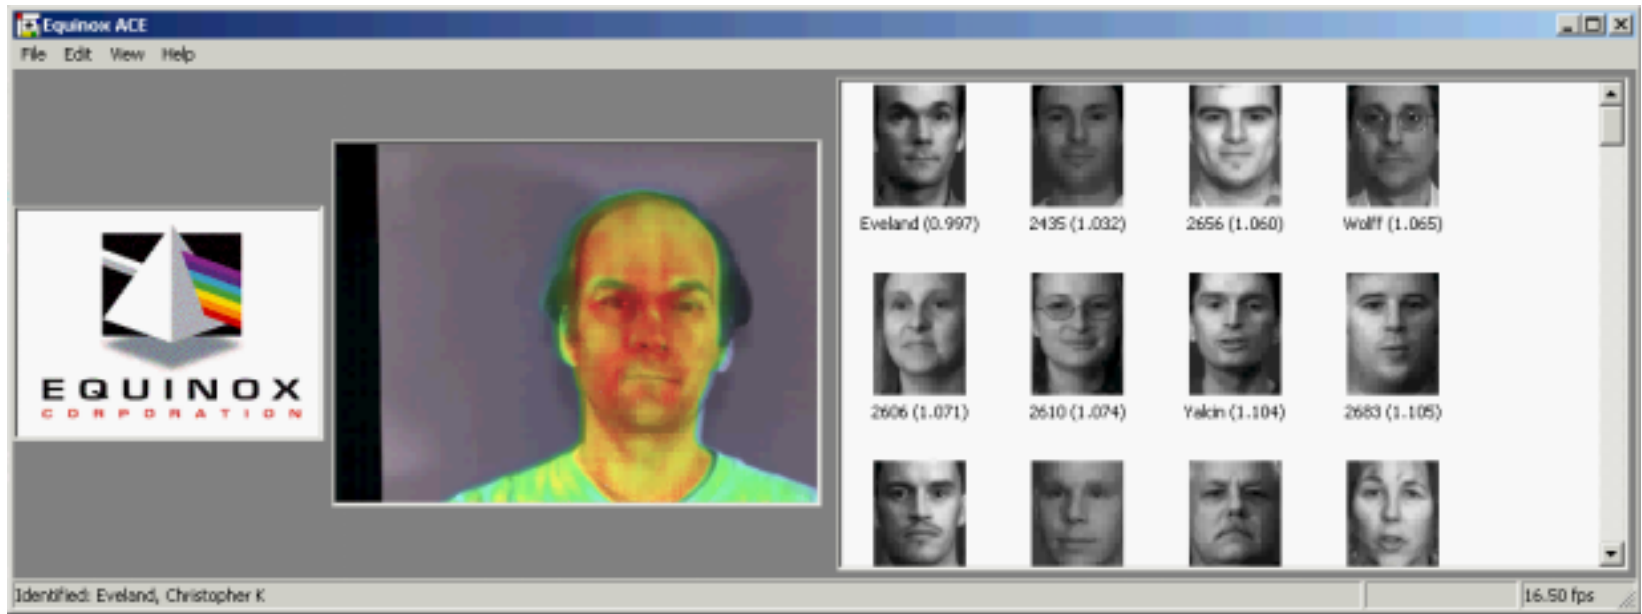 Equinox ACE
File Edit View Help
Eveland (0.997) 2435 (1.032) 2656 (1.060) Wolff (1.065)
2606 (1.071) 2610 (1.074) Yalcin (1.104) 2683 (1.105)
EQUINOX
CORPORATION
Identified: Eveland, Christopher K 16.50 fps